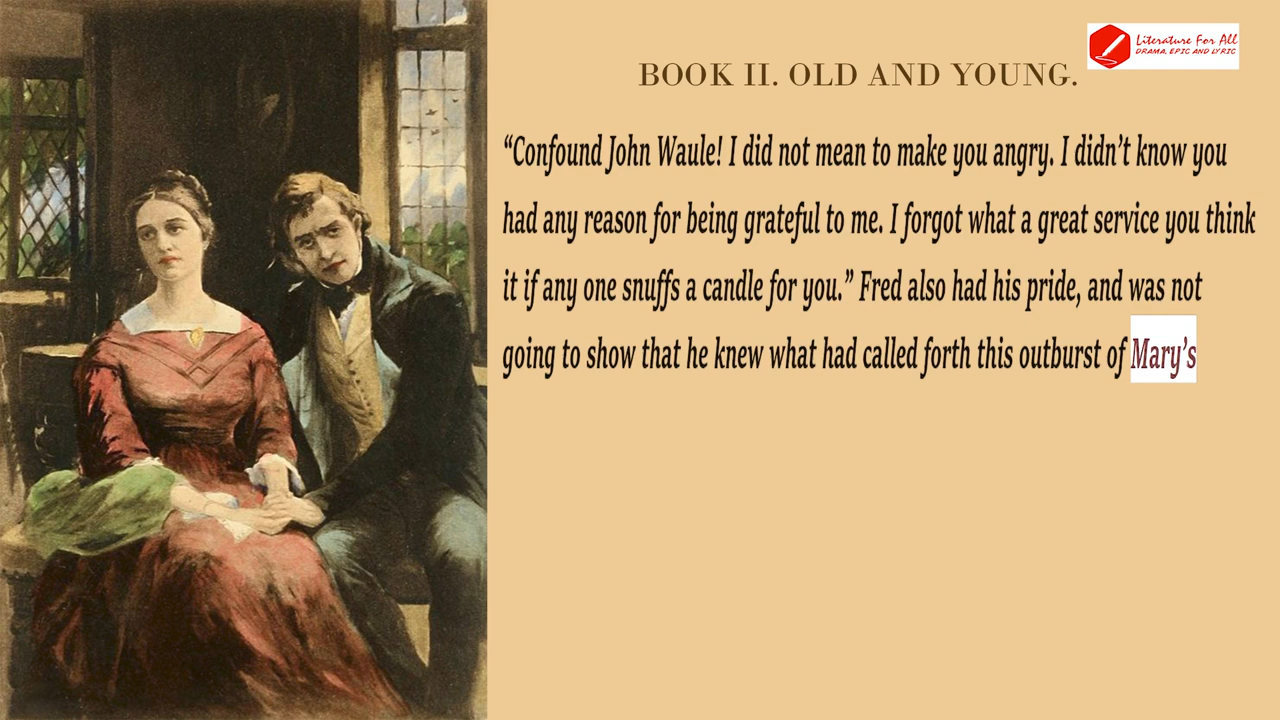 Literature For All
DRAMA, EPIC AND LYRIC
BOOK II. OLD AND YOUNG.
“Confound John Waule! I did not mean to make you angry. I didn’t know you
had any reason for being grateful to me. I forgot what a great service you think
it if any one snuffs a candle for you.” Fred also had his pride, and was not
going to show that he knew what had called forth this outburst of Mary’s